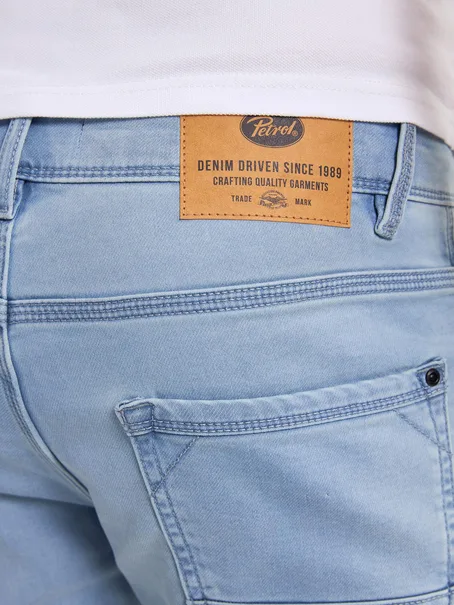 Petrol
DENIM DRIVEN SINCE 1989
CRAFTING QUALITY GARMENTS
TRADE MARK